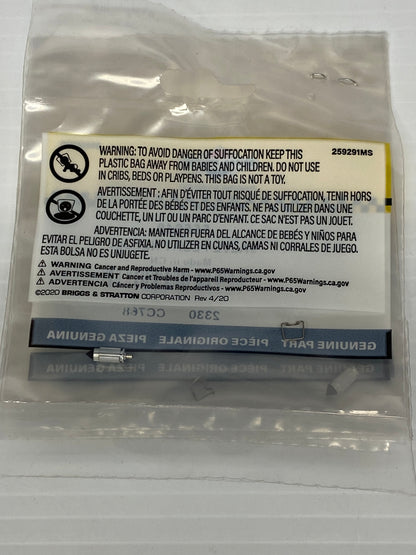 WARNING: TO AVOID DANGER OF SUFFOCATION KEEP THIS
PLASTIC BAG AWAY FROM BABIES AND CHILDREN. DO NOT USE
IN CRIBS, BEDS OR PLAYPENS. THIS BAG IS NOT A TOY.
259291MS
AVERTISSEMENT : AFIN D'ÉVITER TOUT RISQUÉ DE SUFFOCATION, TENIR HORS
DE LA PORTÉE DES BÉBÉS ET DES ENFANTS. NE PAS UTILIZER DANS UNE
COUCHETTE, UN LIT OU UN PARC D'ENFANT. CE SAC N'EST PAS UN JOUET.
ADVERTENCIA: MANTENER FUERA DEL ALCANCE DE BEBÉS Y NIÑOS PARA
EVITAR EL PELIGRO DE ASFIXIA. NO UTILIZAR EN CUNAS, CAMAS NI CORRALES DE JUEGO.
ESTA BOLSA NO ES UNJUGETE.
WARNING Cancer and Reproductive Harm - www.P65Warnings.ca.gov
AVERTISSEMENT Cancer et Troubles de l'appareil Reproducteur - www.P65Warnings.ca.gov
ADVERTENCIA Cáncer y Problemas Reproductivos - www.P65Warnings.ca.gov
©2020 BRIGGS & STRATTON CORPORATION Rev 4/20
2330
GENUINE PART PIÈCE ORIGINALE PIEZA GENUINA